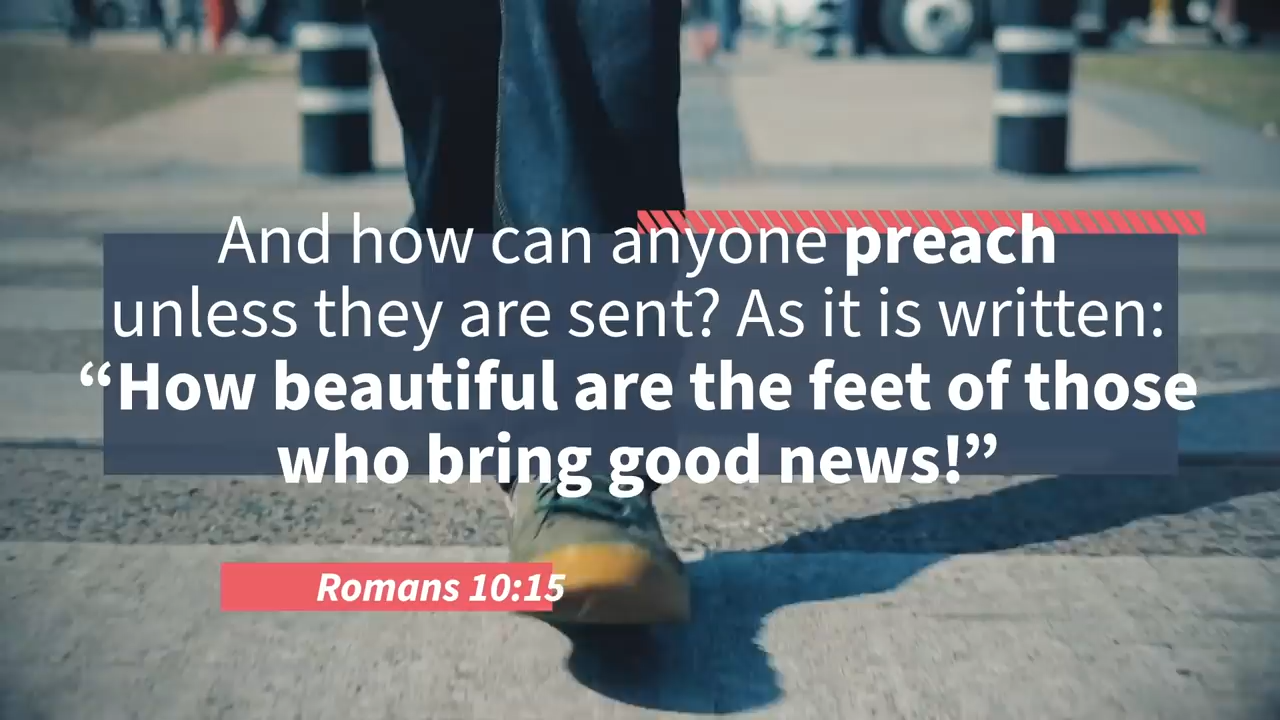 And how can anyone preach
unless they are sent? As it is written:
“How beautiful are the feet of those
who bring good news!”
Romans 10:15